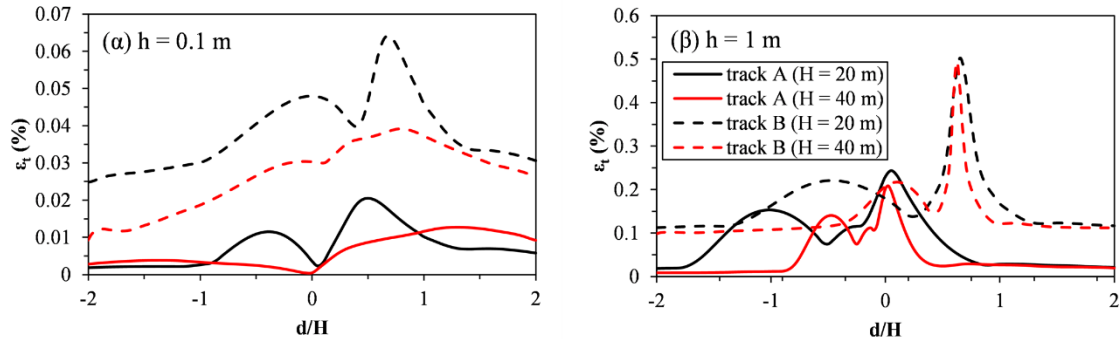 0.07
0.06
0.05
0.04
0.03
0.02
0.01
0
εt (%)
(α) h = 0.1 m
-2
-1
0
1
2
d/H
0.6
0.5
0.4
0.3
0.2
0.1
0
εt (%)
(β) h = 1 m
track A (H = 20 m)
track A (H = 40 m)
track B (H = 20 m)
track B (H = 40 m)
-2
-1
0
1
2
d/H